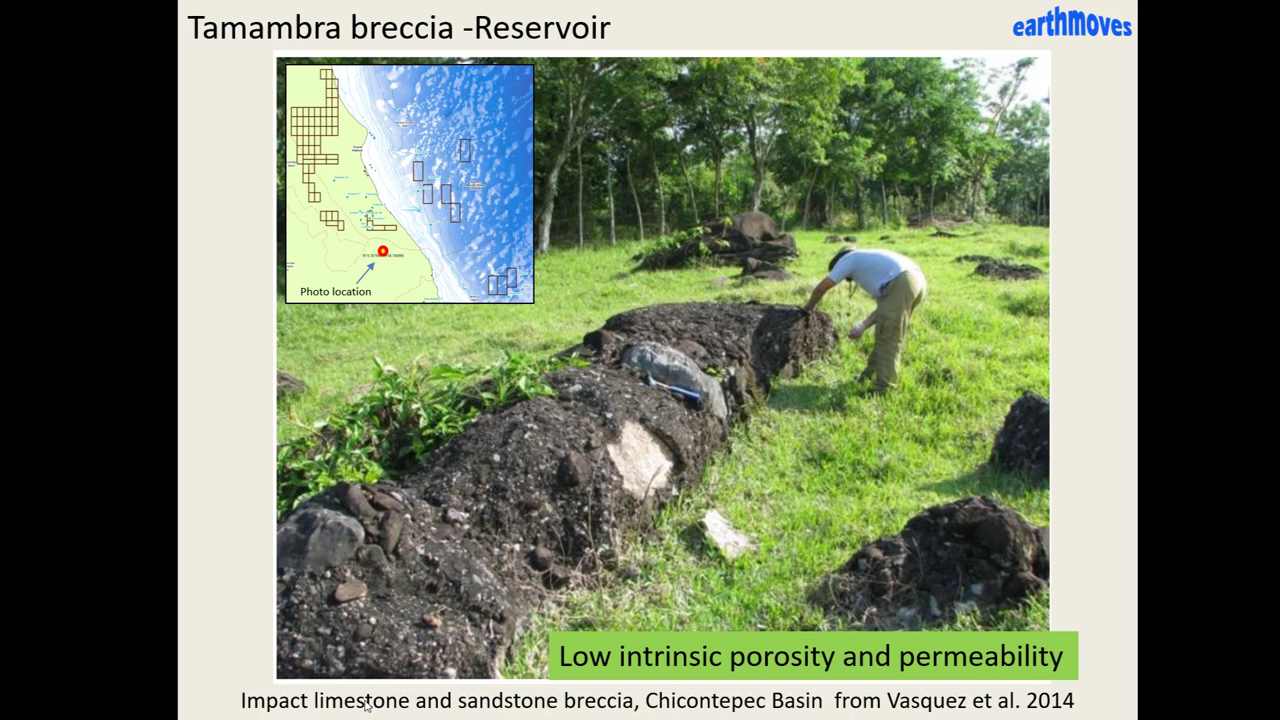 Tamambra breccia -Reservoir
earthmoves
Photo location
Low intrinsic porosity and permeability
Impact limestone and sandstone breccia, Chicontepec Basin from Vasquez et al. 2014